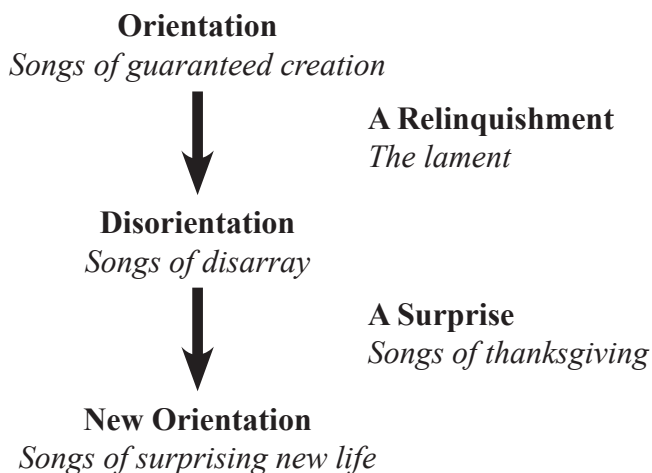 Orientation
Songs of guaranteed creation
A Relinquishment
The lament
Disorientation
Songs of disarray
A Surprise
Songs of thanksgiving
New Orientation
Songs of surprising new life